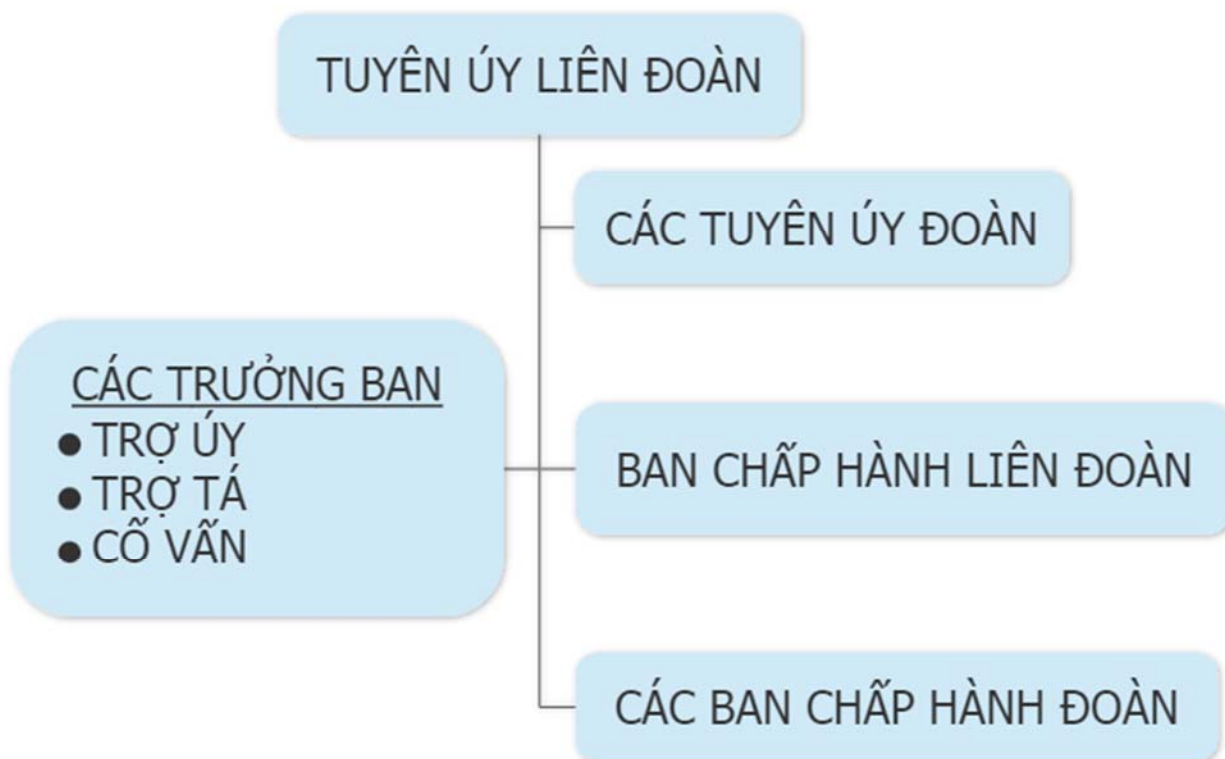 TUYÊN ÚY LIÊN ĐOÀN
CÁC TUYÊN ÚY ĐOÀN
CÁC TRƯỞNG BAN
● TRỢ ÚY
● TRỢ TÁ
● CỐ VẤN
BAN CHẤP HÀNH LIÊN ĐOÀN
CÁC BAN CHẤP HÀNH ĐOÀN